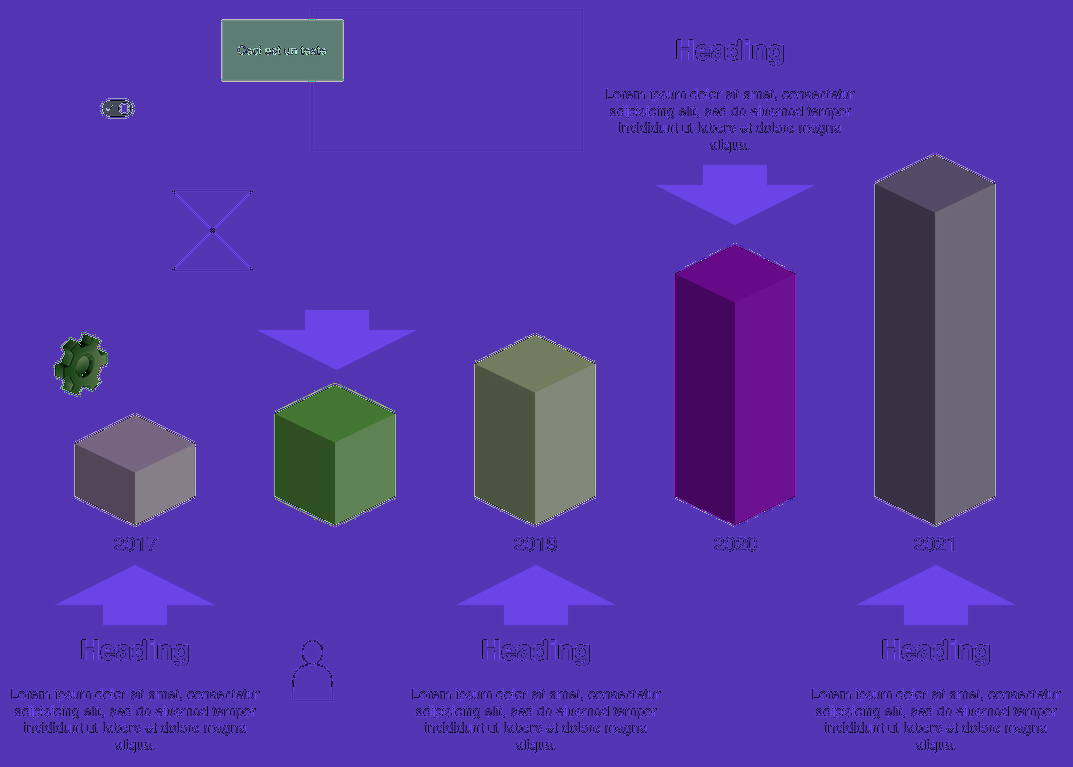 Ceci est un texte
Heading
Lorem ipsum dolor sit amet, consectetur
adipisicing elit, sed do eiusmod tempor
incididunt ut labore et dolore magna
aliqua.
2017
2019
2020
2021
Heading
Lorem ipsum dolor sit amet, consectetur
adipisicing elit, sed do eiusmod tempor
incididunt ut labore et dolore magna
aliqua.
Heading
Lorem ipsum dolor sit amet, consectetur
adipisicing elit, sed do eiusmod tempor
incididunt ut labore et dolore magna
aliqua.
Heading
Lorem ipsum dolor sit amet, consectetur
adipisicing elit, sed do eiusmod tempor
incididunt ut labore et dolore magna
aliqua.